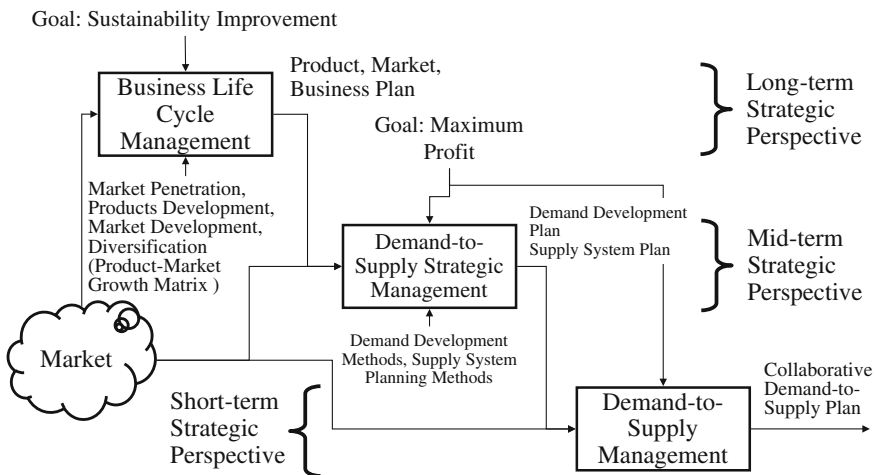 Goal: Sustainability Improvement
Business Life
Cycle
Management
Product, Market,
Business Plan
Long-term
Strategic
Perspective
Goal: Maximum
Profit
Market Penetration,
Products Development,
Market Development,
Diversification
(Product-Market
Growth Matrix )
Demand-to-
Supply Strategic
Management
Demand Development
Plan
Supply System Plan
Mid-term
Strategic
Perspective
Market
Demand Development
Methods, Supply System
Planning Methods
Short-term
Strategic
Perspective
Demand-to-
Supply
Management
Collaborative
Demand-to-
Supply Plan